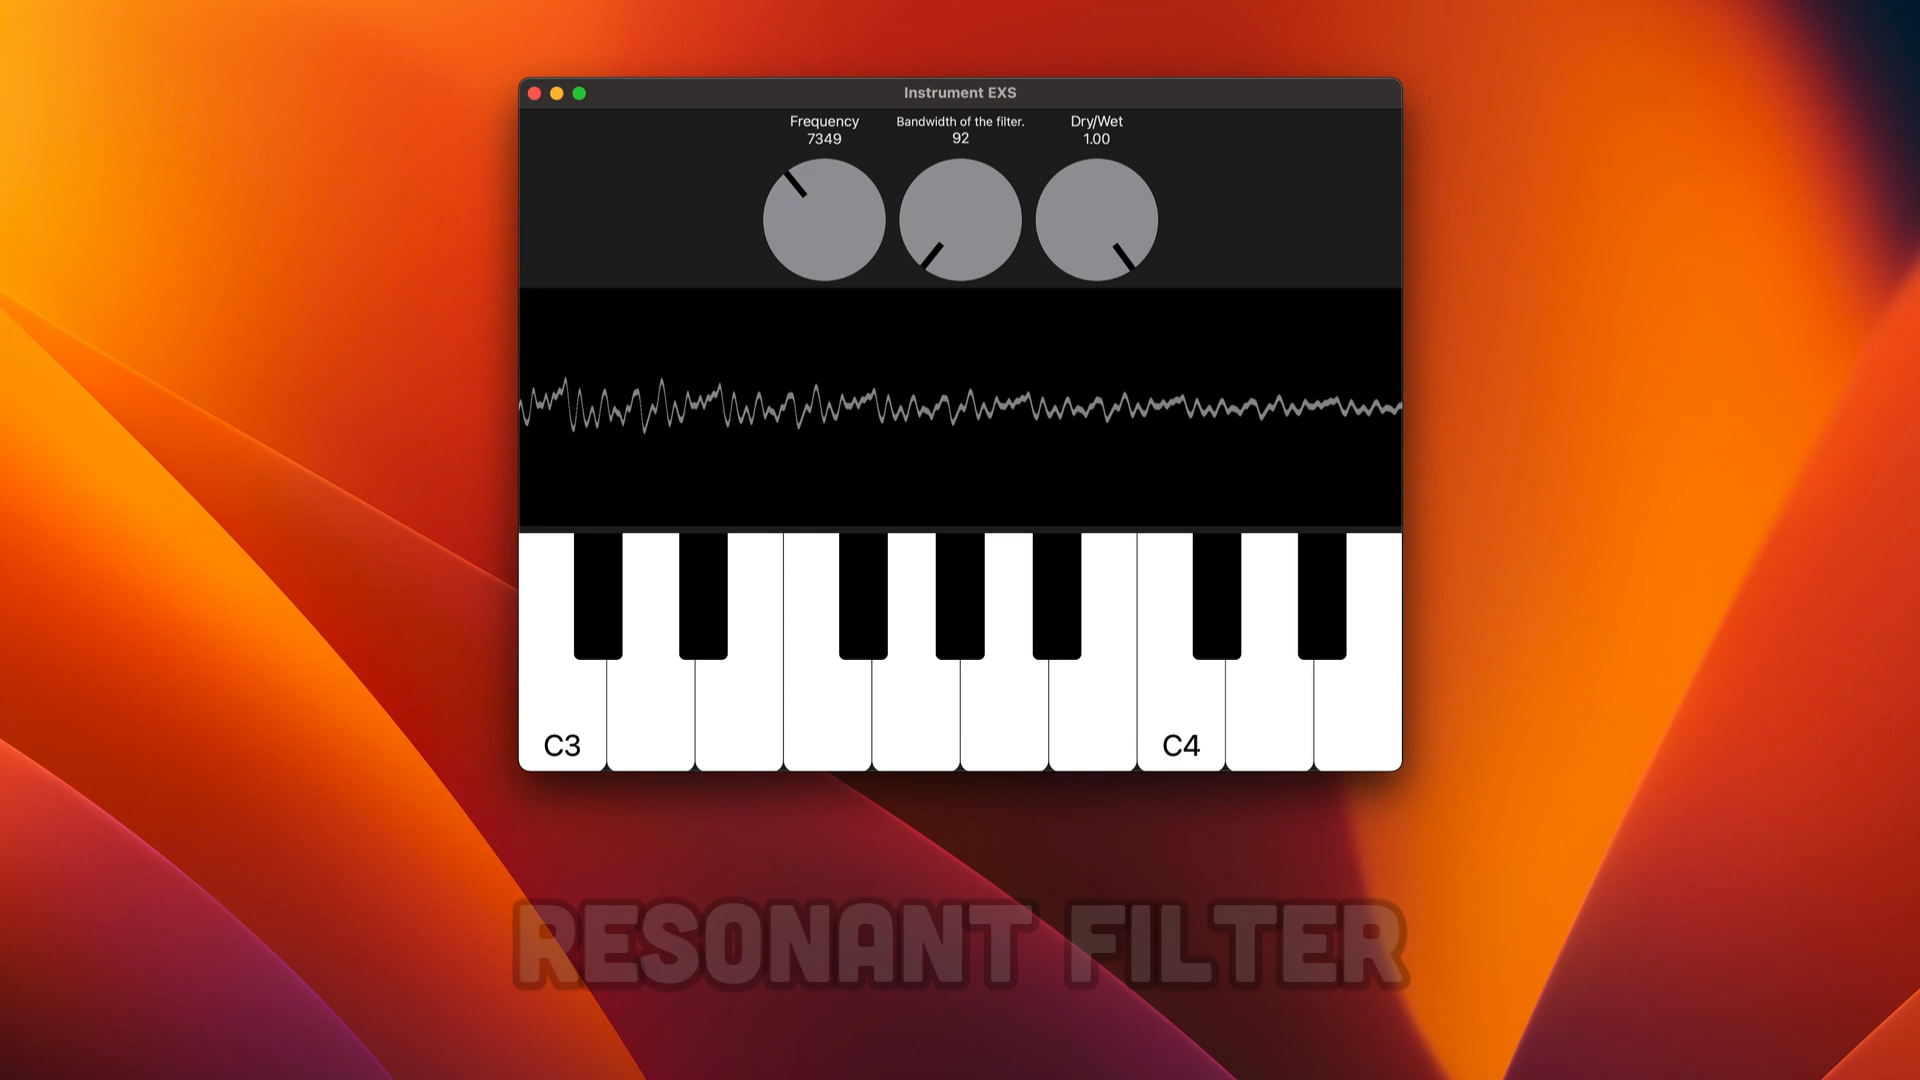 Instrument EXS
Frequency Bandwidth of the filter. Dry/Wet
7349 92 1.00
C3 C4
RESONANT FILTER